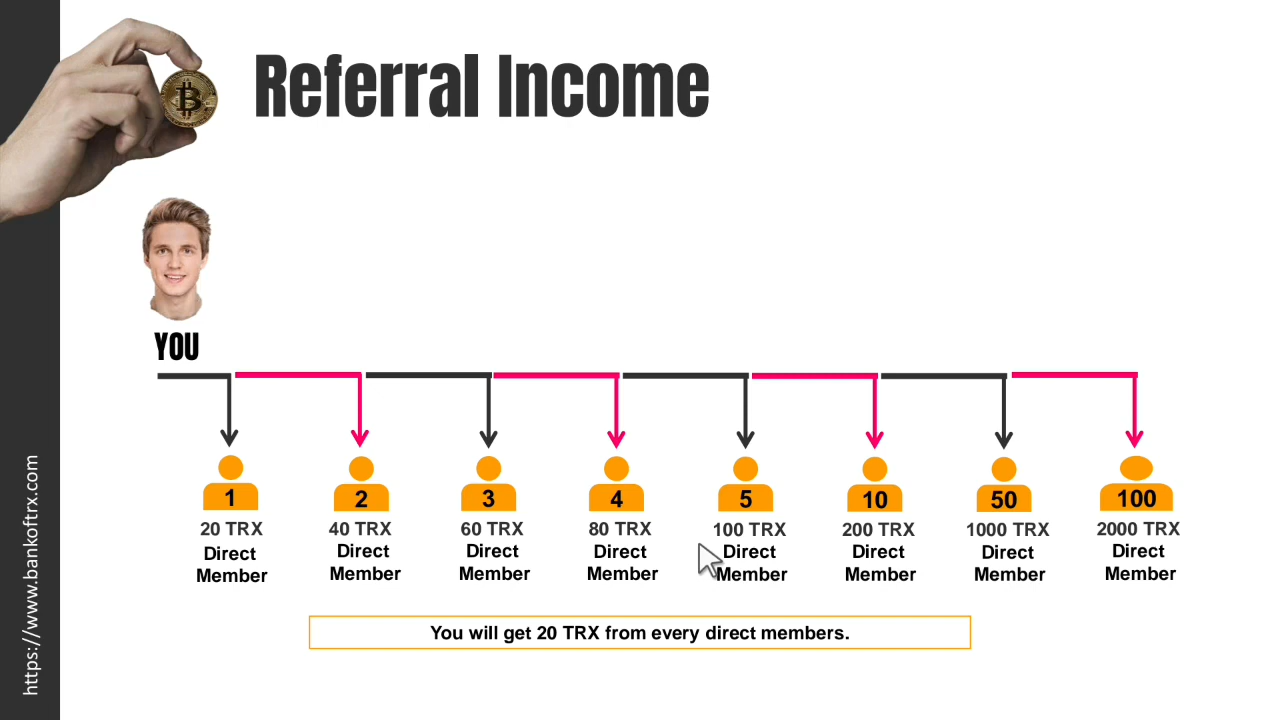 Referral Income
YOU
1 2 3 4 5 10 50 100
20 TRX 40 TRX 60 TRX 80 TRX 100 TRX 200 TRX 1000 TRX 2000 TRX
Direct Direct Direct Direct Direct Direct Direct Direct
Member Member Member Member Member Member Member Member
You will get 20 TRX from every direct members.
https://www.bankoftrx.com